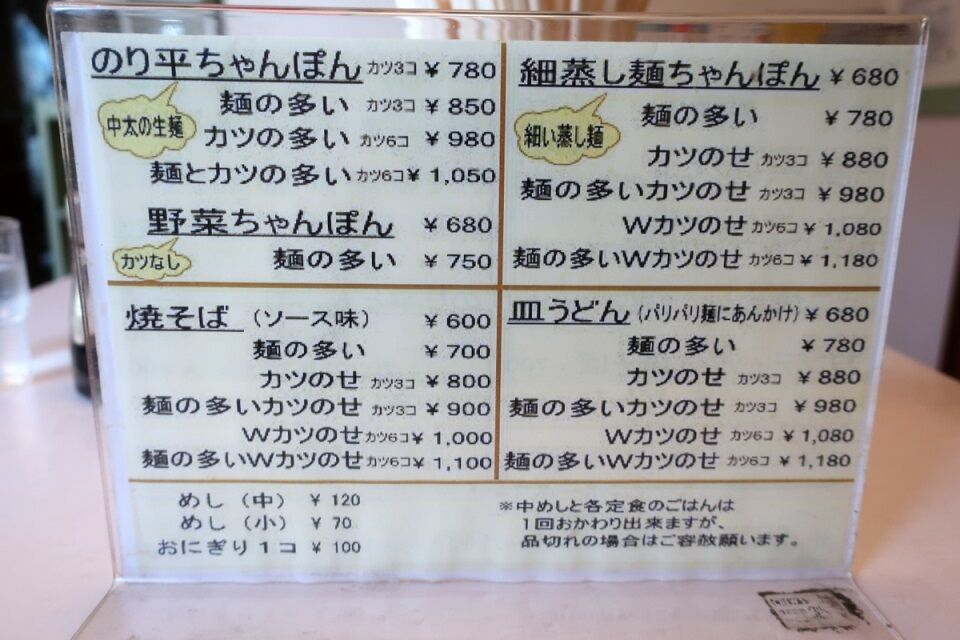 のり平ちゃんぽん カツ3コ ¥ 780
中太の生麺
麺の多い カツ3コ ¥ 850
カツの多い カツ6コ ¥ 980
麺とカツの多い カツ6コ ¥ 1,050
野菜ちゃんぽん ¥ 680
カツなし
麺の多い ¥ 750
細蒸し麺ちゃんぽん ¥ 680
細い蒸し麺
麺の多い ¥ 780
カツのせ カツ3コ ¥ 880
麺の多いカツのせ カツ3コ ¥ 980
Wカツのせ カツ6コ ¥ 1,080
麺の多いWカツのせ カツ6コ ¥ 1,180
焼そば (ソース味) ¥ 600
麺の多い ¥ 700
カツのせ カツ3コ ¥ 800
麺の多いカツのせ カツ3コ ¥ 900
Wカツのせ カツ6コ ¥ 1,000
麺の多いWカツのせ カツ6コ ¥ 1,100
皿うどん (パリパリ麺にあんかけ) ¥ 680
麺の多い ¥ 780
カツのせ カツ3コ ¥ 880
麺の多いカツのせ カツ3コ ¥ 980
Wカツのせ カツ6コ ¥ 1,080
麺の多いWカツのせ カツ6コ ¥ 1,180
めし (中) ¥ 120
めし (小) ¥ 70
おにぎり1コ ¥ 100
※中めしと各定食のごはんは
1回おかわり出来ますが、
品切れの場合はご容赦願います。